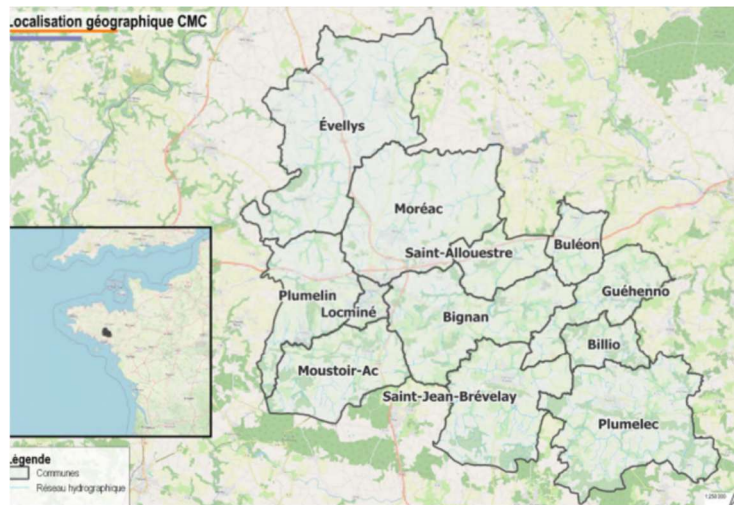 Localisation géographique CMC
Évellys
Moréac
Saint-Allouestre
Buléon
Plumelin
Locminé
Guéhenno
Bignan
Billio
Moustoir-Ac
Saint-Jean-Brévelay
Plumelec
Légende
Communes
Réseau hydrographique